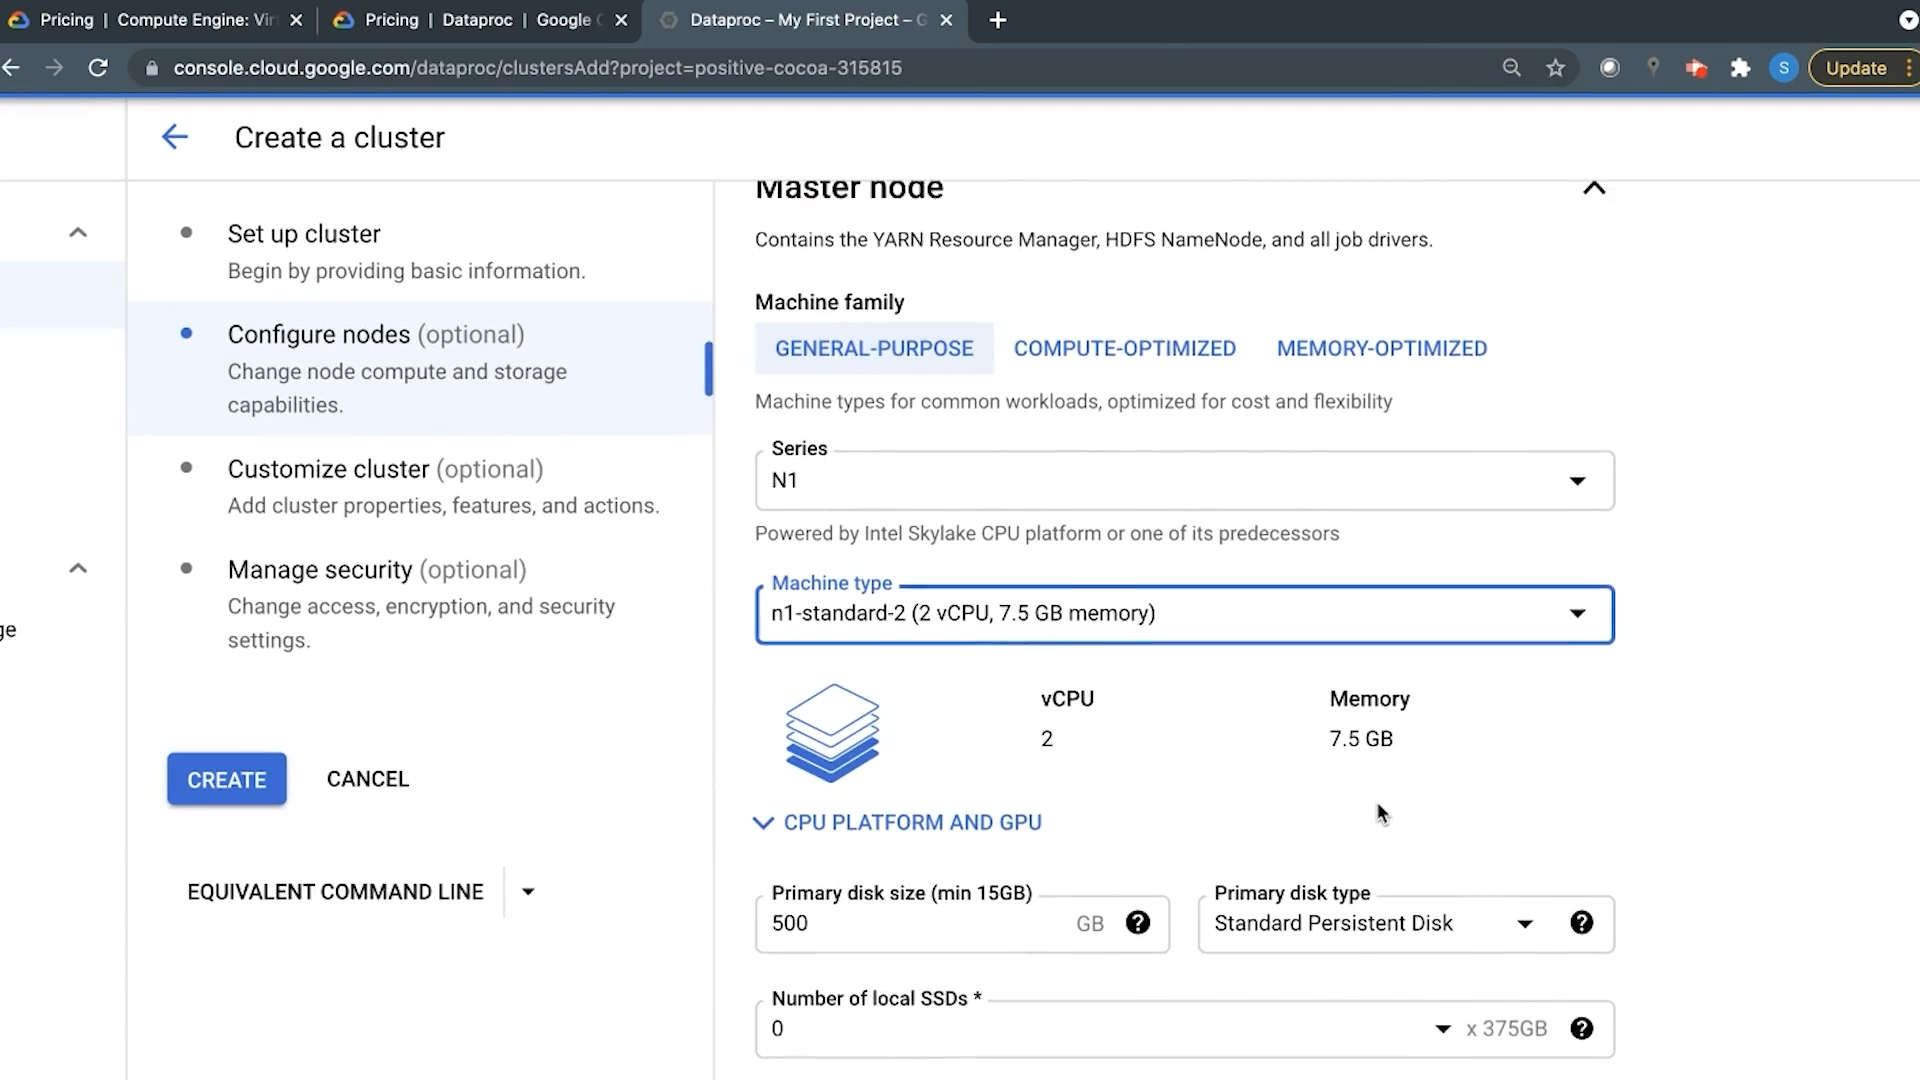 Pricing | Compute Engine: Vir
Pricing | Dataproc | Google C
Dataproc – My First Project – G
console.cloud.google.com/dataproc/clustersAdd?project=positive-cocoa-315815
S
Update
Create a cluster
ge
Set up cluster
Begin by providing basic information.
Configure nodes (optional)
Change node compute and storage
capabilities.
Customize cluster (optional)
Add cluster properties, features, and actions.
Manage security (optional)
Change access, encryption, and security
settings.
CREATE
CANCEL
EQUIVALENT COMMAND LINE
Master node
Contains the YARN Resource Manager, HDFS NameNode, and all job drivers.
Machine family
GENERAL-PURPOSE
COMPUTE-OPTIMIZED
MEMORY-OPTIMIZED
Machine types for common workloads, optimized for cost and flexibility
Series
N1
Powered by Intel Skylake CPU platform or one of its predecessors
Machine type
n1-standard-2 (2 vCPU, 7.5 GB memory)
vCPU
2
Memory
7.5 GB
CPU PLATFORM AND GPU
Primary disk size (min 15GB)
500 GB ?
Primary disk type
Standard Persistent Disk ?
Number of local SSDs *
0 x 375GB ?